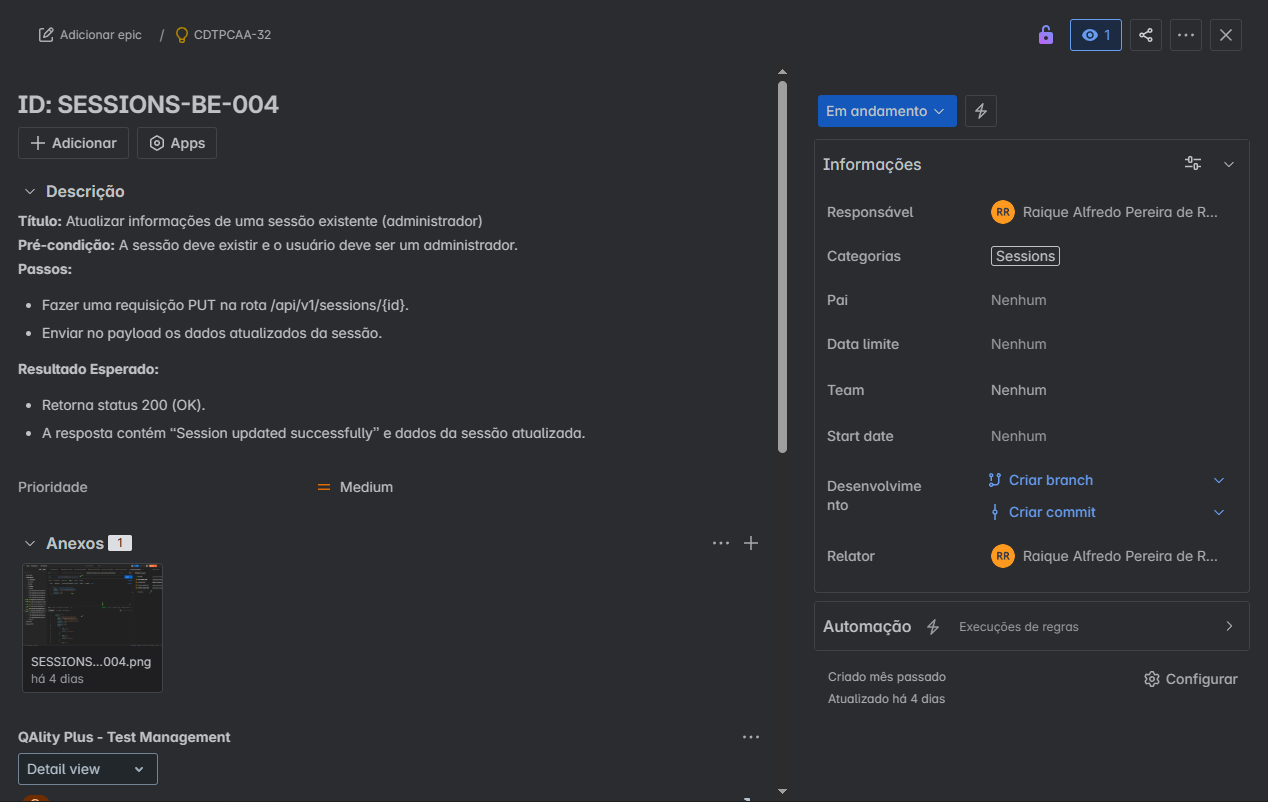 Adicionar epic / CDTPCAA-32
1
ID: SESSIONS-BE-004
Adicionar
Apps
Descrição
Título: Atualizar informações de uma sessão existente (administrador)
Pré-condição: A sessão deve existir e o usuário deve ser um administrador.
Passos:
• Fazer uma requisição PUT na rota /api/v1/sessions/{id}.
• Enviar no payload os dados atualizados da sessão.
Resultado Esperado:
• Retorna status 200 (OK).
• A resposta contém “Session updated successfully” e dados da sessão atualizada.
Prioridade
Medium
Anexos 1
SESSIONS...004.png
há 4 dias
QAlity Plus - Test Management
Detail view
Em andamento
Informações
Responsável
RR Raique Alfredo Pereira de R...
Categorias
Sessions
Pai
Nenhum
Data limite
Nenhum
Team
Nenhum
Start date
Nenhum
Desenvolvime
nto
Criar branch
Criar commit
Relator
RR Raique Alfredo Pereira de R...
Automação
Execuções de regras
Criado mês passado
Atualizado há 4 dias
Configurar